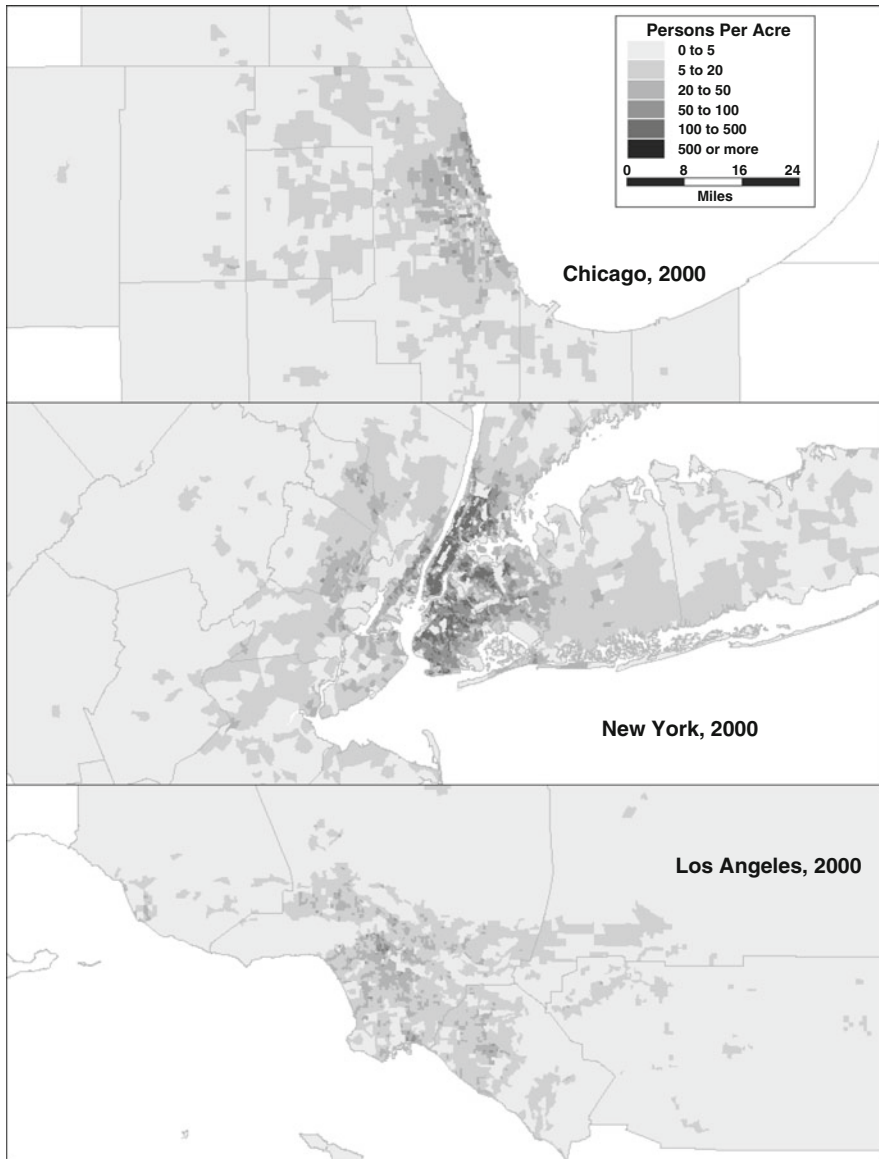 Persons Per Acre
0 to 5
5 to 20
20 to 50
50 to 100
100 to 500
500 or more
0 8 16 24
Miles
Chicago, 2000
New York, 2000
Los Angeles, 2000